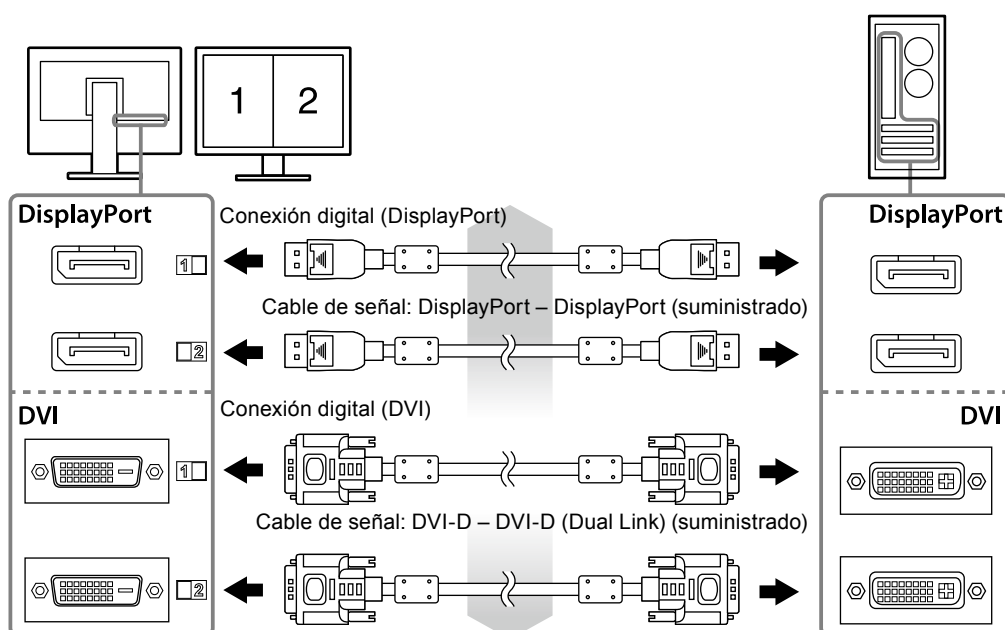 1 2
DisplayPort
DisplayPort
Conexión digital (DisplayPort)
1
Cable de señal: DisplayPort – DisplayPort (suministrado)
2
DVI
Conexión digital (DVI)
DVI
1
Cable de señal: DVI-D – DVI-D (Dual Link) (suministrado)
2